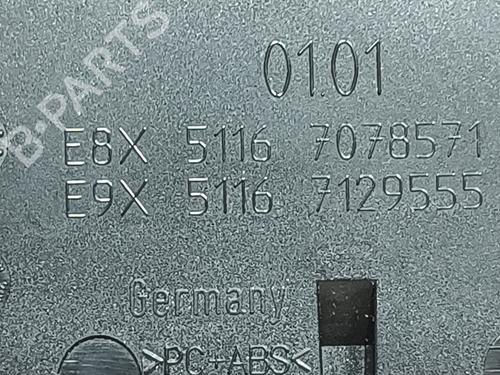 01.01
E8X 5116 7078571
E9X 5116 7129555
Germany
>PC+ABS<
B-PARTS